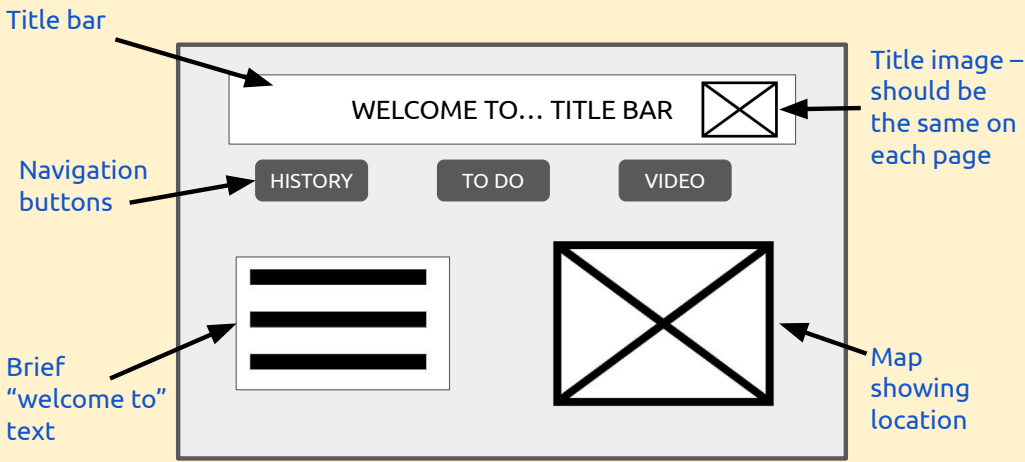 Title bar
WELCOME TO… TITLE BAR
Title image –
should be
the same on
each page
Navigation
buttons
HISTORY
TO DO
VIDEO
Brief
“welcome to”
text
Map
showing
location